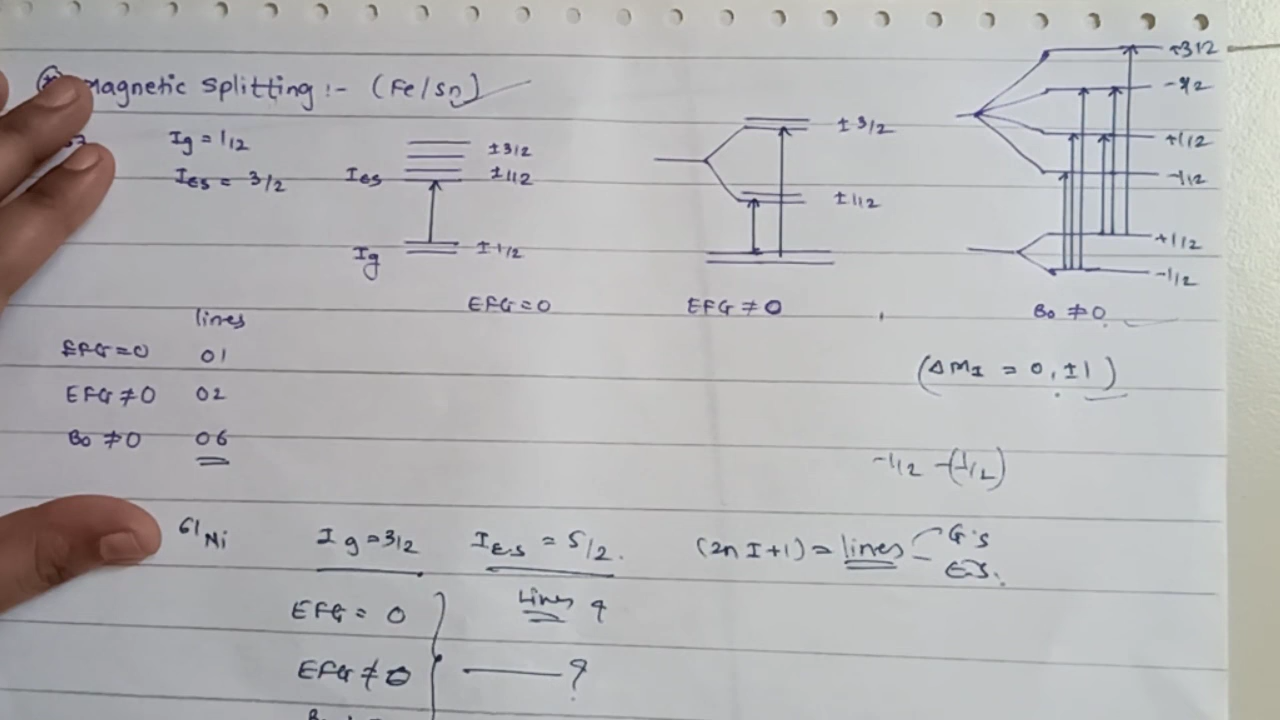 Magnetic Splitting :- (Fe/Sn)
Ig = 1/2
IES = 3/2
IES
±3/2
±1/2
Ig
±1/2
EFG = 0
±3/2
±1/2
EFG ≠ 0
+3/2
+1/2
-1/2
+1/2
-1/2
B0 ≠ 0
(ΔMI = 0, ±1)
lines
EFG = 0 01
EFG ≠ 0 02
B0 ≠ 0 06
-1/2 -(-1/2)
61Ni Ig = 3/2 IES = 5/2. (2nI+1) = lines G.S
E.S.
EFG = 0 Lines ?
EFG ≠ 0 ?